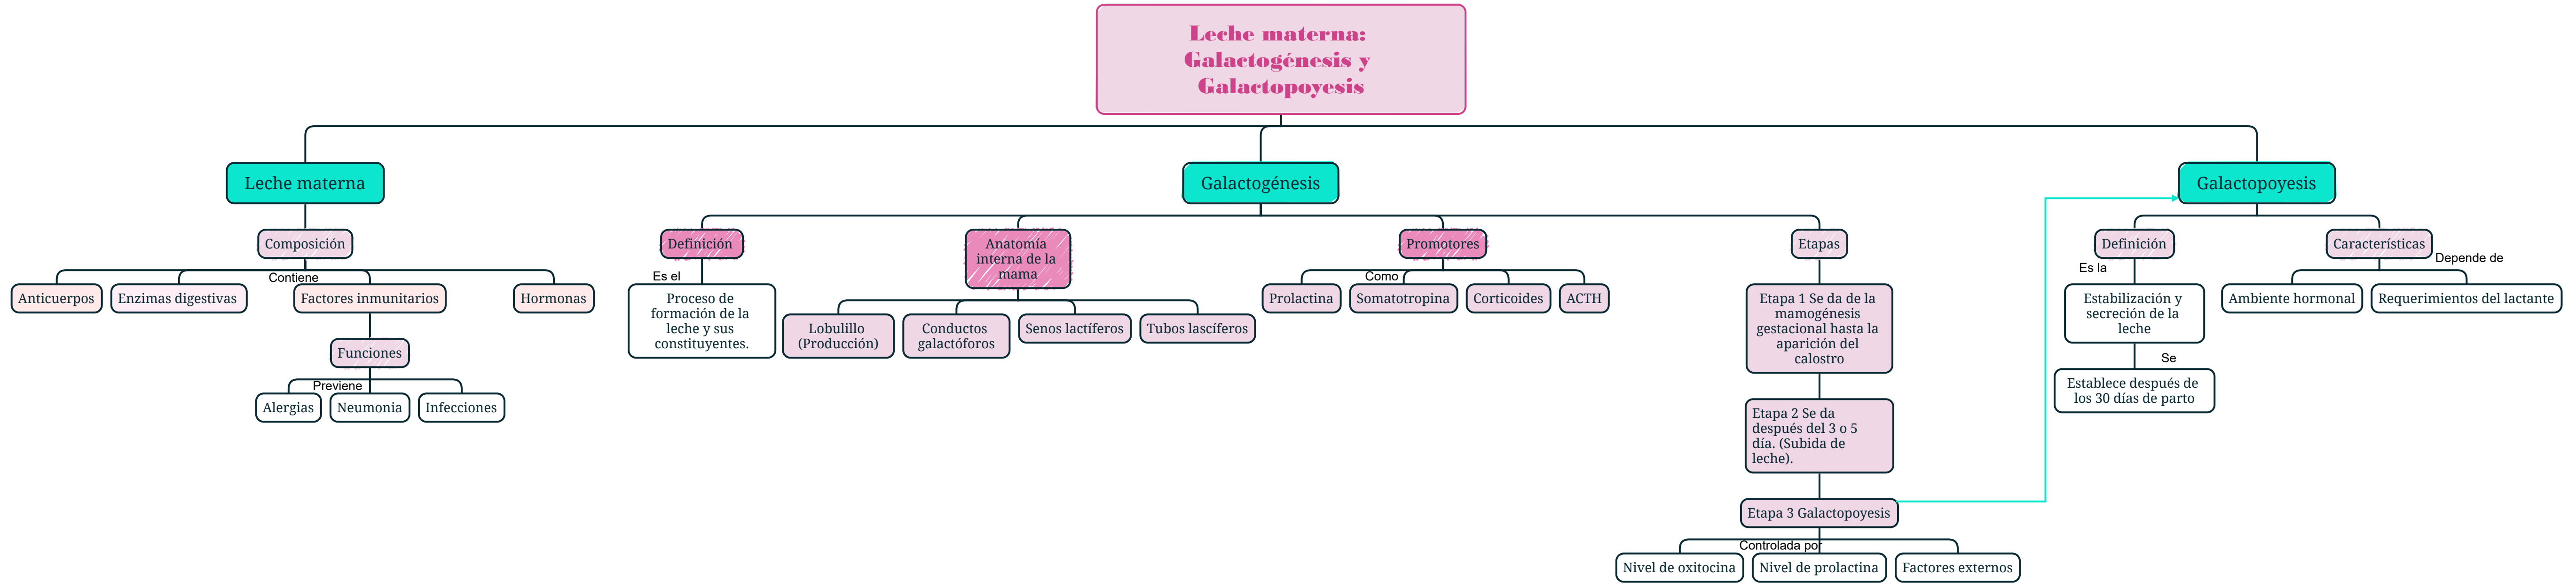 Leche materna:
Galactogénesis y
Galactopoyesis
Leche materna
Composición
Contiene
Anticuerpos
Enzimas digestivas
Factores inmunitarios
Hormonas
Funciones
Previene
Alergias
Neumonia
Infecciones
Galactogénesis
Definición
Es el
Proceso de
formación de la
leche y sus
constituyentes.
Anatomía
interna de la
mama
Lobulillo
(Producción)
Conductos
galactóforos
Senos lactíferos
Tubos lascíferos
Promotores
Como
Prolactina
Somatotropina
Corticoides
ACTH
Etapas
Etapa 1 Se da de la
mamogénesis
gestacional hasta la
aparición del
calostro
Etapa 2 Se da
después del 3 o 5
día. (Subida de
leche).
Etapa 3 Galactopoyesis
Controlada por
Nivel de oxitocina
Nivel de prolactina
Factores externos
Galactopoyesis
Definición
Es la
Estabilización y
secreción de la
leche
Se
Establece después de
los 30 días de parto
Características
Depende de
Ambiente hormonal
Requerimientos del lactante